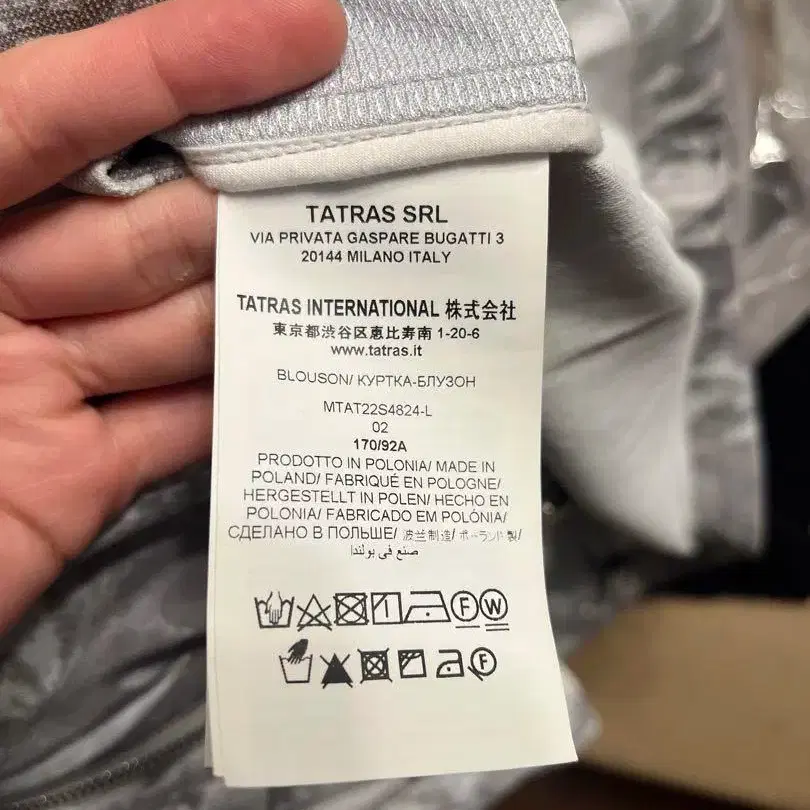 TATRAS SRL
VIA PRIVATA GASPARE BUGATTI 3
20144 MILANO ITALY
TATRAS INTERNATIONAL 株式会社
東京都渋谷区恵比寿南 1-20-6
www.tatras.it
BLOUSON/ КУРТКА-БЛУЗОН
MTAT22S4824-L
02
170/92A
PRODOTTO IN POLONIA/ MADE IN
POLAND/ FABRIQUÉ EN POLOGNE/
HERGESTELLT IN POLEN/ HECHO EN
POLONIA/ FABRICADO EM POLÓNIA/
СДЕЛАНО В ПОЛЬШЕ/ 波兰制造/ ポーランド製/
صنع في بولندا
F W
F